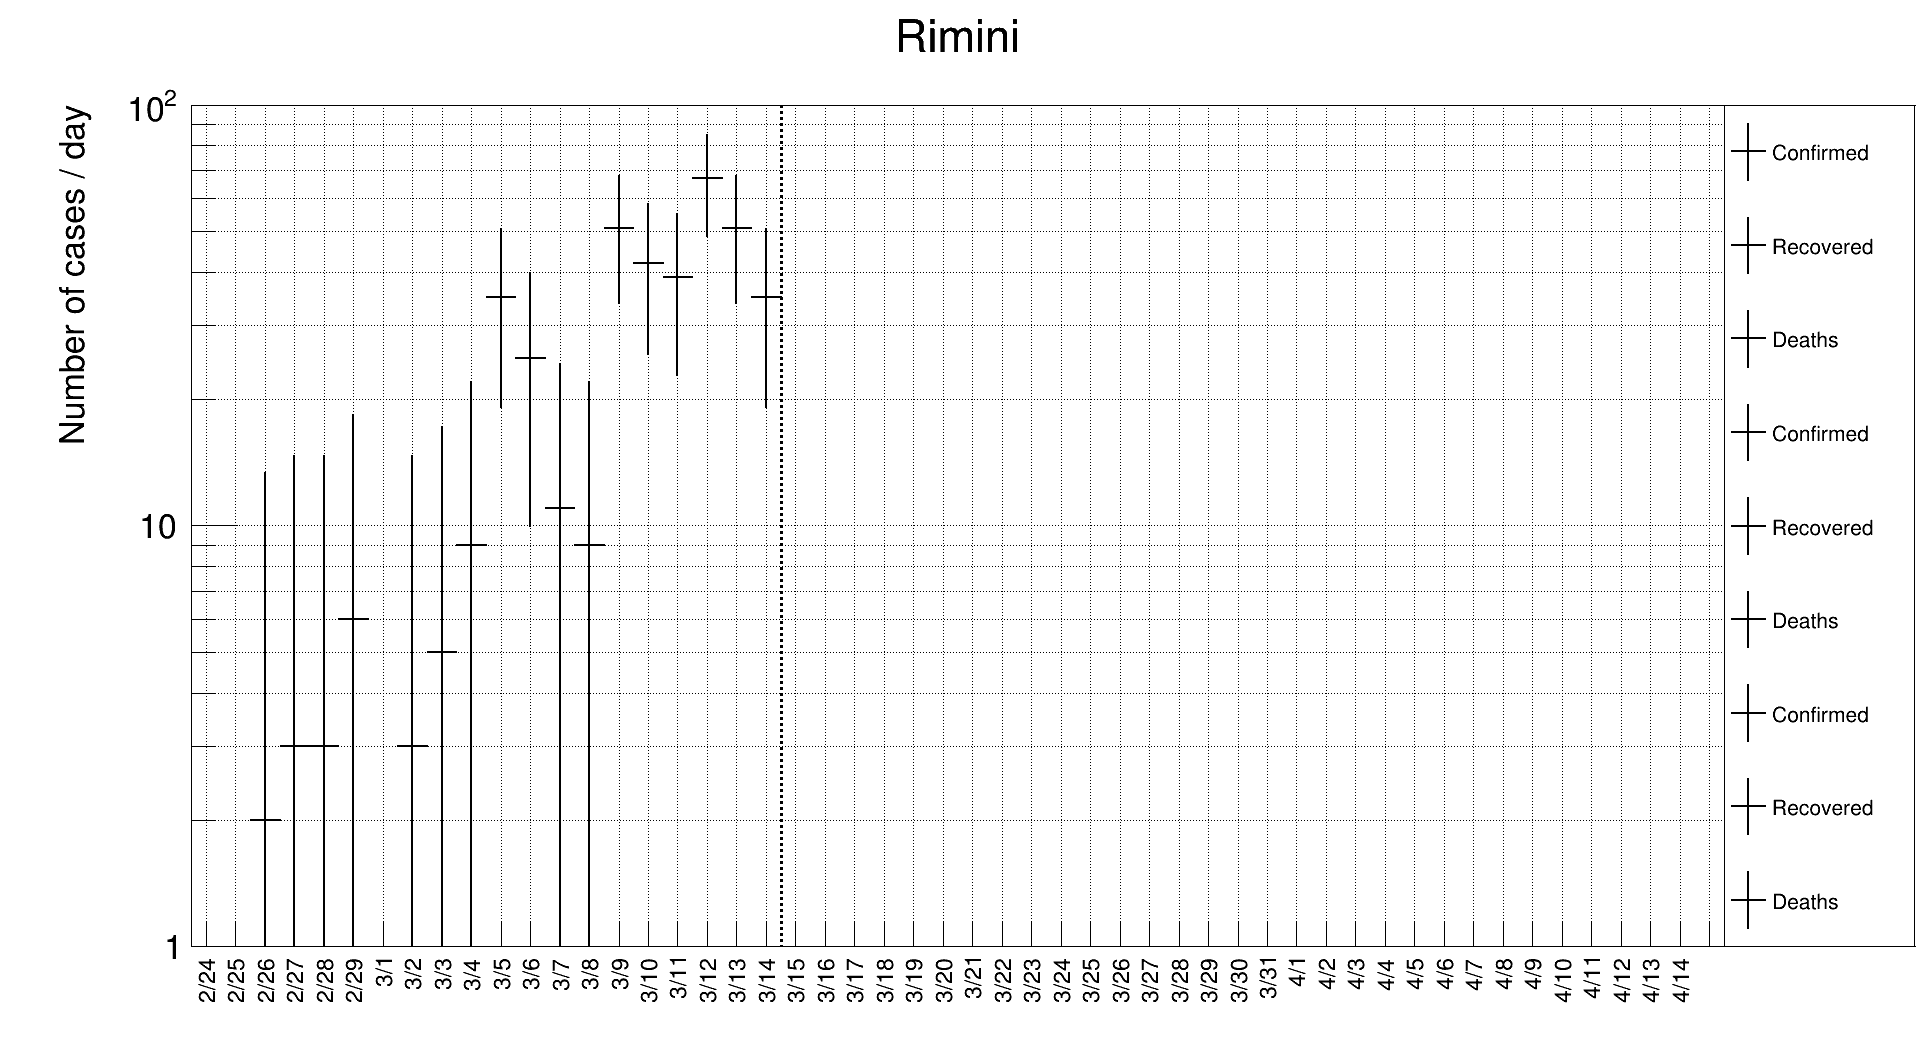 Rimini
Number of cases / day
10²
10
1
2/24 2/25 2/26 2/27 2/28 2/29 3/1 3/2 3/3 3/4 3/5 3/6 3/7 3/8 3/9 3/10 3/11 3/12 3/13 3/14 3/15 3/16 3/17 3/18 3/19 3/20 3/21 3/22 3/23 3/24 3/25 3/26 3/27 3/28 3/29 3/30 3/31 4/1 4/2 4/3 4/4 4/5 4/6 4/7 4/8 4/9 4/10 4/11 4/12 4/13 4/14
Confirmed
Recovered
Deaths
Confirmed
Recovered
Deaths
Confirmed
Recovered
Deaths